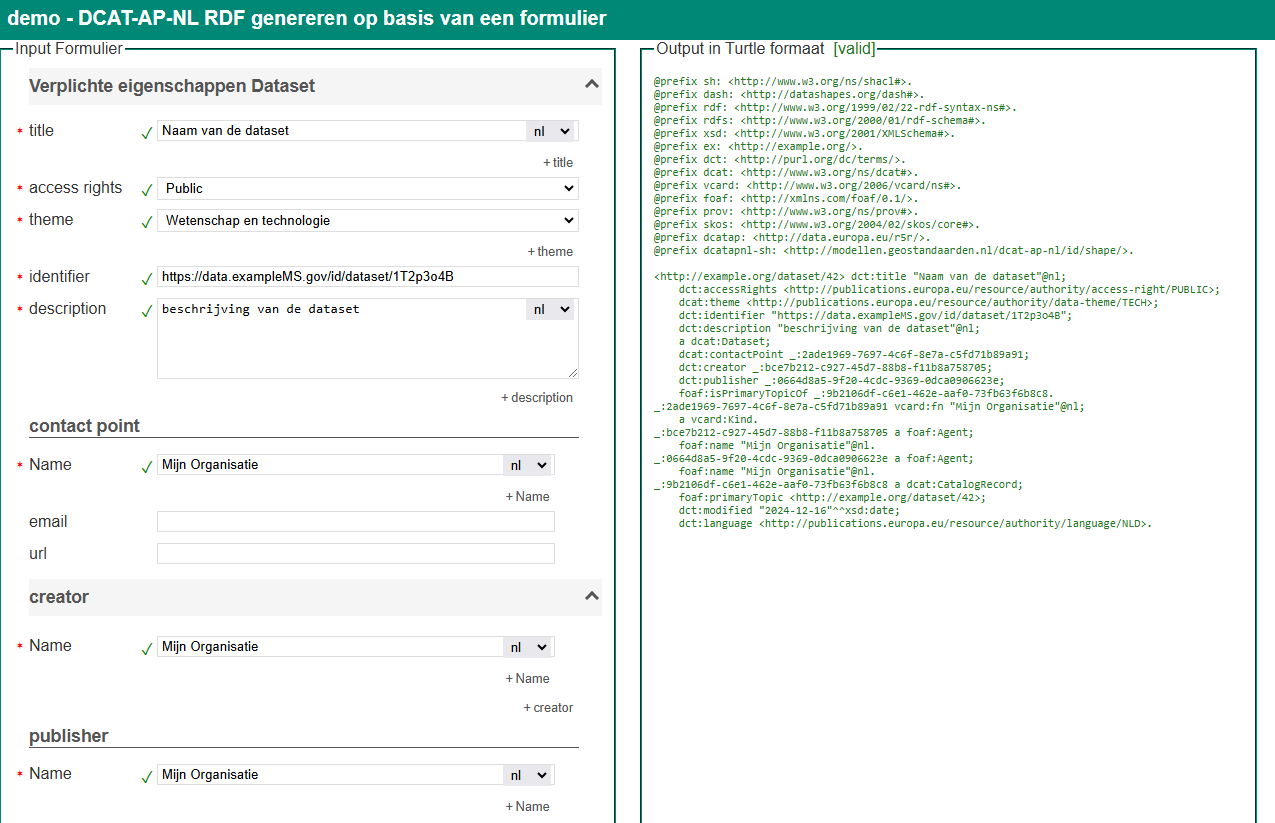 demo - DCAT-AP-NL RDF genereren op basis van een formulier
Input Formulier
Verplichte eigenschappen Dataset
* title ✓ Naam van de dataset nl
+ title
* access rights ✓ Public
* theme ✓ Wetenschap en technologie
+ theme
* identifier ✓ https://data.exampleMS.gov/id/dataset/1T2p3o4B
* description ✓ beschrijving van de dataset nl
+ description
contact point
* Name ✓ Mijn Organisatie nl
+ Name
email
url
creator
* Name ✓ Mijn Organisatie nl
+ Name
+ creator
publisher
* Name ✓ Mijn Organisatie nl
+ Name
Output in Turtle formaat [valid]
@prefix sh: <http://www.w3.org/ns/shacl#>.
@prefix dash: <http://datashapes.org/dash#>.
@prefix rdf: <http://www.w3.org/1999/02/22-rdf-syntax-ns#>.
@prefix rdfs: <http://www.w3.org/2000/01/rdf-schema#>.
@prefix xsd: <http://www.w3.org/2001/XMLSchema#>.
@prefix ex: <http://example.org/>.
@prefix dct: <http://purl.org/dc/terms/>.
@prefix dcat: <http://www.w3.org/ns/dcat#>.
@prefix vcard: <http://www.w3.org/2006/vcard/ns#>.
@prefix foaf: <http://xmlns.com/foaf/0.1/>.
@prefix prov: <http://www.w3.org/ns/prov#>.
@prefix skos: <http://www.w3.org/2004/02/skos/core#>.
@prefix dcatap: <http://data.europa.eu/r5r/>.
@prefix dcatapnl-sh: <http://modellen.geostandaarden.nl/dcat-ap-nl/id/shape/>.
<http://example.org/dataset/42> dct:title "Naam van de dataset"@nl;
dct:accessRights <http://publications.europa.eu/resource/authority/access-right/PUBLIC>;
dcat:theme <http://publications.europa.eu/resource/authority/data-theme/TECH>;
dct:identifier "https://data.exampleMS.gov/id/dataset/1T2p3o4B";
dct:description "beschrijving van de dataset"@nl;
a dcat:Dataset;
dcat:contactPoint _:2ade1969-7697-4c6f-8e7a-c5fd71b89a91;
dct:creator _:bce7b212-c927-45d7-88b8-f11b8a758705;
dct:publisher _:0664d8a5-9f20-4cdc-9369-0dca0906623e;
foaf:isPrimaryTopicOf _:9b2106df-c6e1-462e-aaf0-73fb63f6b8c8.
_:2ade1969-7697-4c6f-8e7a-c5fd71b89a91 vcard:fn "Mijn Organisatie"@nl;
a vcard:Kind.
_:bce7b212-c927-45d7-88b8-f11b8a758705 a foaf:Agent;
foaf:name "Mijn Organisatie"@nl.
_:0664d8a5-9f20-4cdc-9369-0dca0906623e a foaf:Agent;
foaf:name "Mijn Organisatie"@nl.
_:9b2106df-c6e1-462e-aaf0-73fb63f6b8c8 a dcat:CatalogRecord;
foaf:primaryTopic <http://example.org/dataset/42>;
dct:modified "2024-12-16"^^xsd:date;
dct:language <http://publications.europa.eu/resource/authority/language/NLD>.